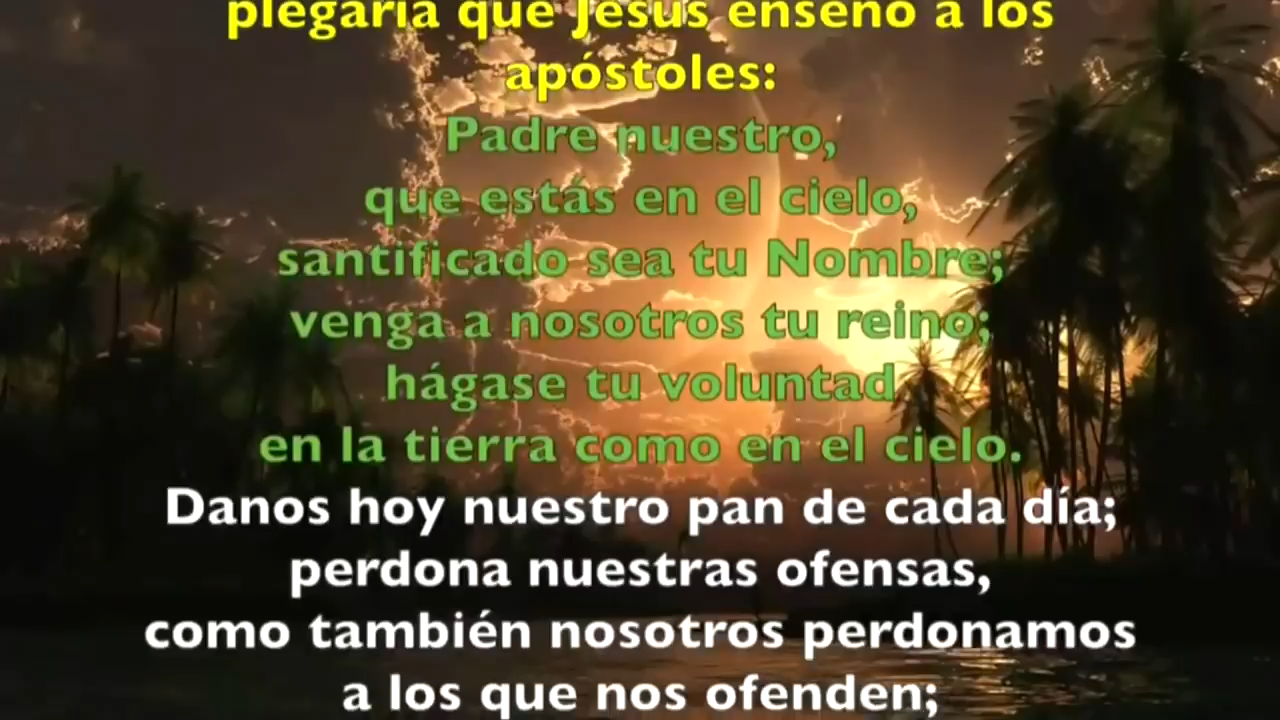 plegaria que Jesús enseñó a los
apóstoles:
Padre nuestro,
que estás en el cielo,
santificado sea tu Nombre;
venga a nosotros tu reino;
hágase tu voluntad
en la tierra como en el cielo.
Danos hoy nuestro pan de cada día;
perdona nuestras ofensas,
como también nosotros perdonamos
a los que nos ofenden;